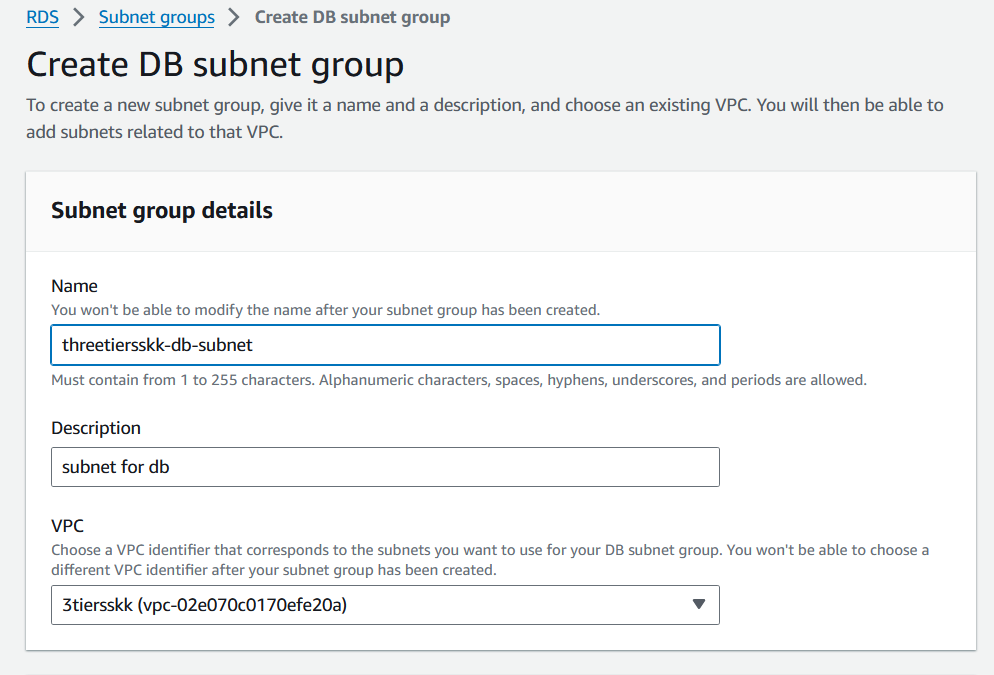 RDS > Subnet groups > Create DB subnet group
Create DB subnet group
To create a new subnet group, give it a name and a description, and choose an existing VPC. You will then be able to
add subnets related to that VPC.
Subnet group details
Name
You won't be able to modify the name after your subnet group has been created.
threetiersskk-db-subnet
Must contain from 1 to 255 characters. Alphanumeric characters, spaces, hyphens, underscores, and periods are allowed.
Description
subnet for db
VPC
Choose a VPC identifier that corresponds to the subnets you want to use for your DB subnet group. You won't be able to choose a
different VPC identifier after your subnet group has been created.
3tiersskk (vpc-02e070c0170efe20a)